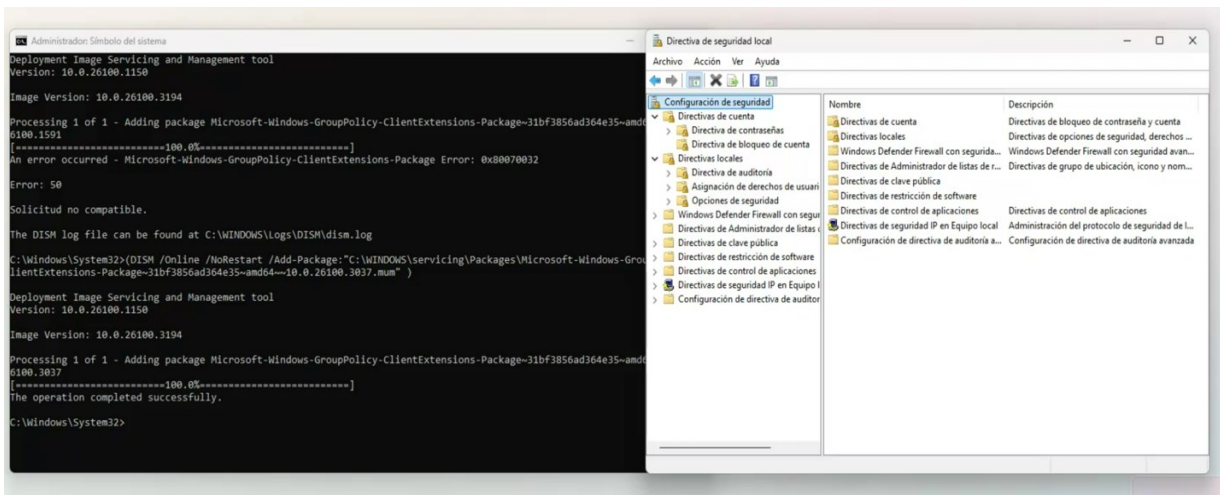 Administrador: Símbolo del sistema
Deployment Image Servicing and Management tool
Version: 10.0.26100.1150
Image Version: 10.0.26100.3194
Processing 1 of 1 - Adding package Microsoft-Windows-GroupPolicy-ClientExtensions-Package~31bf3856ad364e35~amd6
6100.1591
[==========================100.0%==========================]
An error occurred - Microsoft-Windows-GroupPolicy-ClientExtensions-Package Error: 0x80070032
Error: 50
Solicitud no compatible.
The DISM log file can be found at C:\WINDOWS\Logs\DISM\dism.log
C:\Windows\System32>(DISM /Online /NoRestart /Add-Package:"C:\WINDOWS\servicing\Packages\Microsoft-Windows-Grou
lientExtensions-Package~31bf3856ad364e35~amd64~~10.0.26100.3037.mum" )
Deployment Image Servicing and Management tool
Version: 10.0.26100.1150
Image Version: 10.0.26100.3194
Processing 1 of 1 - Adding package Microsoft-Windows-GroupPolicy-ClientExtensions-Package~31bf3856ad364e35~amd6
6100.3037
[==========================100.0%==========================]
The operation completed successfully.
C:\Windows\System32>
Directiva de seguridad local
Archivo Acción Ver Ayuda
Configuración de seguridad
Directivas de cuenta
Directiva de contraseñas
Directiva de bloqueo de cuenta
Directivas locales
Directiva de auditoría
Asignación de derechos de usuari
Opciones de seguridad
Windows Defender Firewall con segur
Directivas de Administrador de listas
Directivas de clave pública
Directivas de restricción de software
Directivas de control de aplicaciones
Directivas de seguridad IP en Equipo l
Configuración de directiva de auditor
Nombre Descripción
Directivas de cuenta Directivas de bloqueo de contraseña y cuenta
Directivas locales Directivas de opciones de seguridad, derechos ...
Windows Defender Firewall con segurida... Windows Defender Firewall con seguridad avan...
Directivas de Administrador de listas de r... Directivas de grupo de ubicación, icono y nom...
Directivas de clave pública
Directivas de restricción de software
Directivas de control de aplicaciones Directivas de control de aplicaciones
Directivas de seguridad IP en Equipo local Administración del protocolo de seguridad de I...
Configuración de directiva de auditoría a... Configuración de directiva de auditoría avanzada